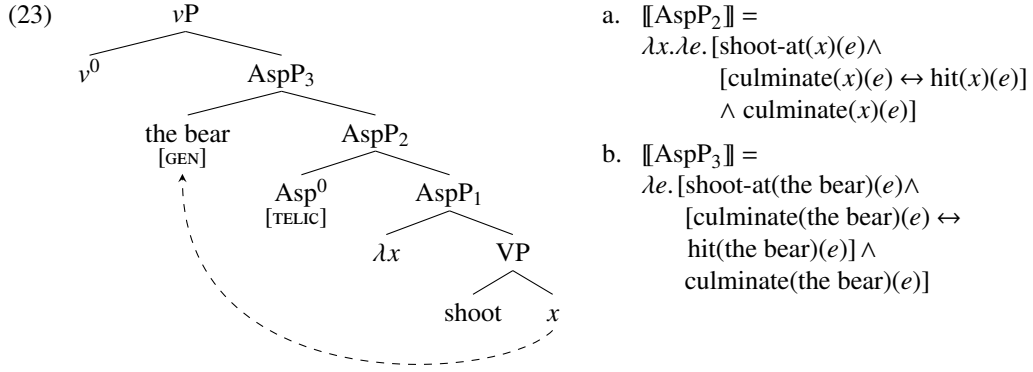 (23)
vP
v⁰
AspP₃
the bear
[GEN]
AspP₂
Asp⁰
[TELIC]
AspP₁
λx
VP
shoot
x
a. ⟦AspP₂⟧ =
λx.λe. [shoot-at(x)(e)∧
[culminate(x)(e) ↔ hit(x)(e)]
∧ culminate(x)(e)]
b. ⟦AspP₃⟧ =
λe. [shoot-at(the bear)(e)∧
[culminate(the bear)(e) ↔
hit(the bear)(e)] ∧
culminate(the bear)(e)]